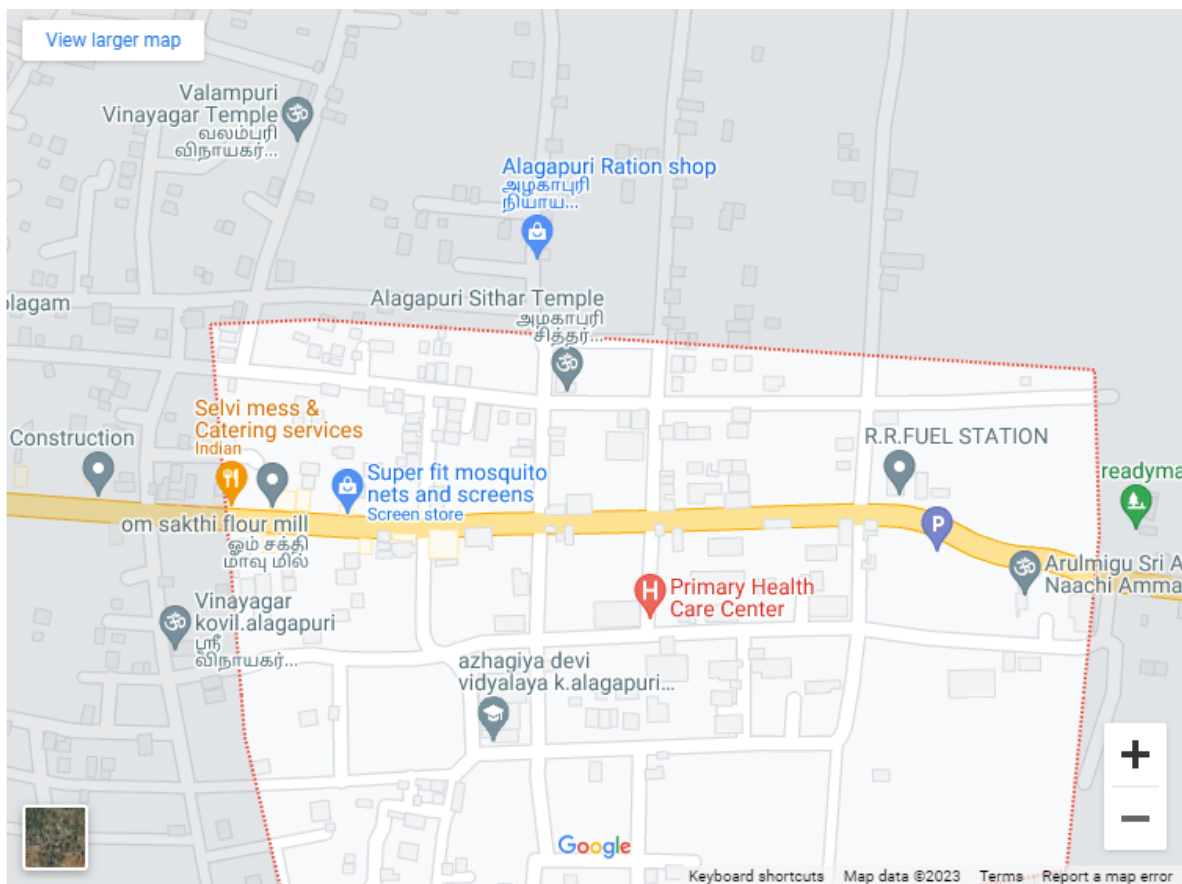 View larger map
Valampuri
Vinayagar Temple
வலம்புரி
விநாயகர்...
Alagapuri Ration shop
அழகாபுரி
நியாய...
olagam
Alagapuri Sithar Temple
அழகாபுரி
சித்தர்...
Selvi mess &
Catering services
Indian
Construction
R.R.FUEL STATION
Super fit mosquito
nets and screens
Screen store
readyma
om sakthi flour mill
ஓம் சக்தி
மாவு மில்
P
Arulmigu Sri A
Naachi Amma
H
Primary Health
Care Center
Vinayagar
kovil.alagapuri
ஸ்ரீ
விநாயகர்...
azhagiya devi
vidyalaya k.alagapuri...
Google
Keyboard shortcuts Map data ©2023 Terms Report a map error